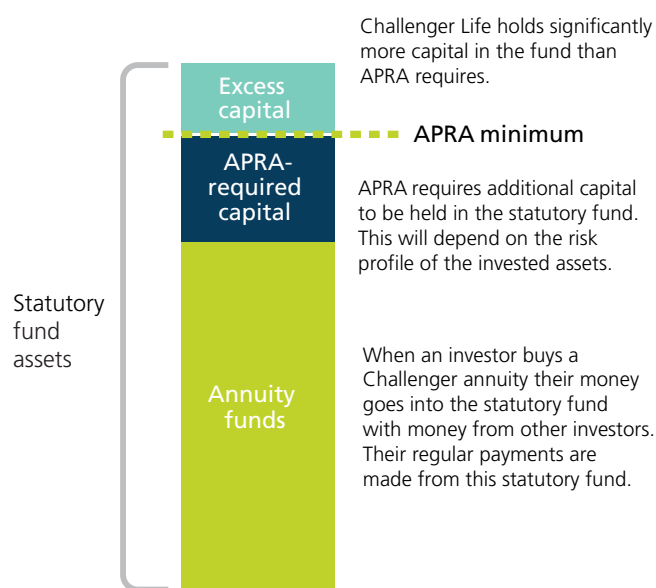 Challenger Life holds significantly
more capital in the fund than
APRA requires.
Excess
capital
APRA minimum
APRA-
required
capital
APRA requires additional capital
to be held in the statutory fund.
This will depend on the risk
profile of the invested assets.
Statutory
fund
assets
When an investor buys a
Challenger annuity their money
goes into the statutory fund
with money from other investors.
Their regular payments are
made from this statutory fund.
Annuity
funds